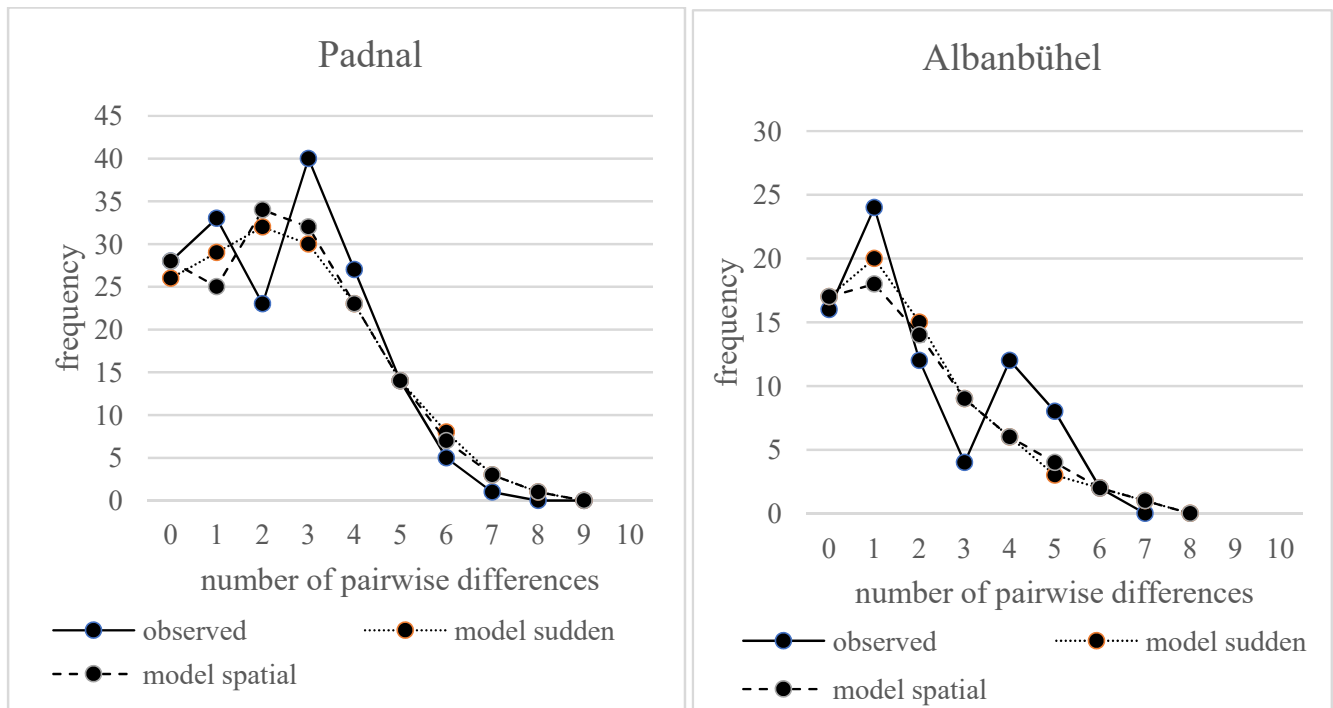 Padnal
45
40
35
30
25
20
15
10
5
0
frequency
0 1 2 3 4 5 6 7 8 9 10
number of pairwise differences
observed
model sudden
model spatial
Albanbühel
30
25
20
15
10
5
0
frequency
0 1 2 3 4 5 6 7 8 9 10
number of pairwise differences
observed
model sudden
model spatial